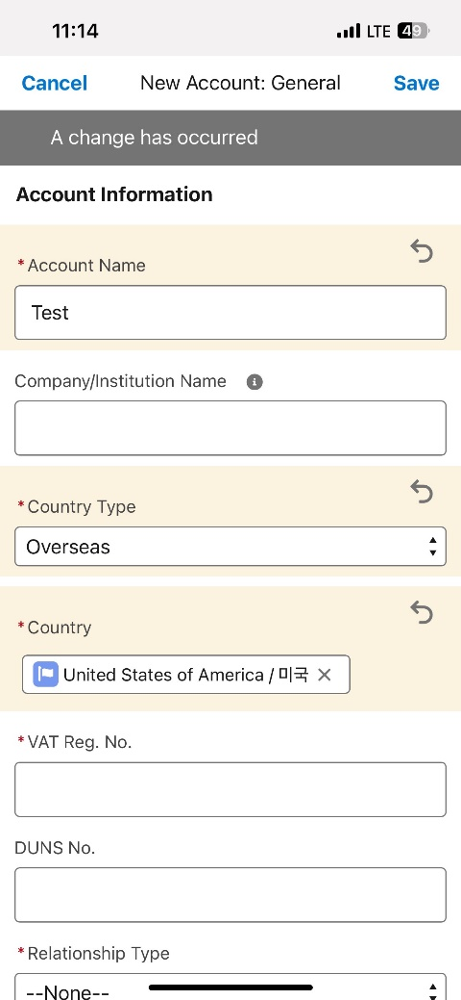 11:14
LTE 49
Cancel New Account: General Save
A change has occurred
Account Information
* Account Name
Test
Company/Institution Name
* Country Type
Overseas
* Country
United States of America / 미국
* VAT Reg. No.
DUNS No.
* Relationship Type
--None--